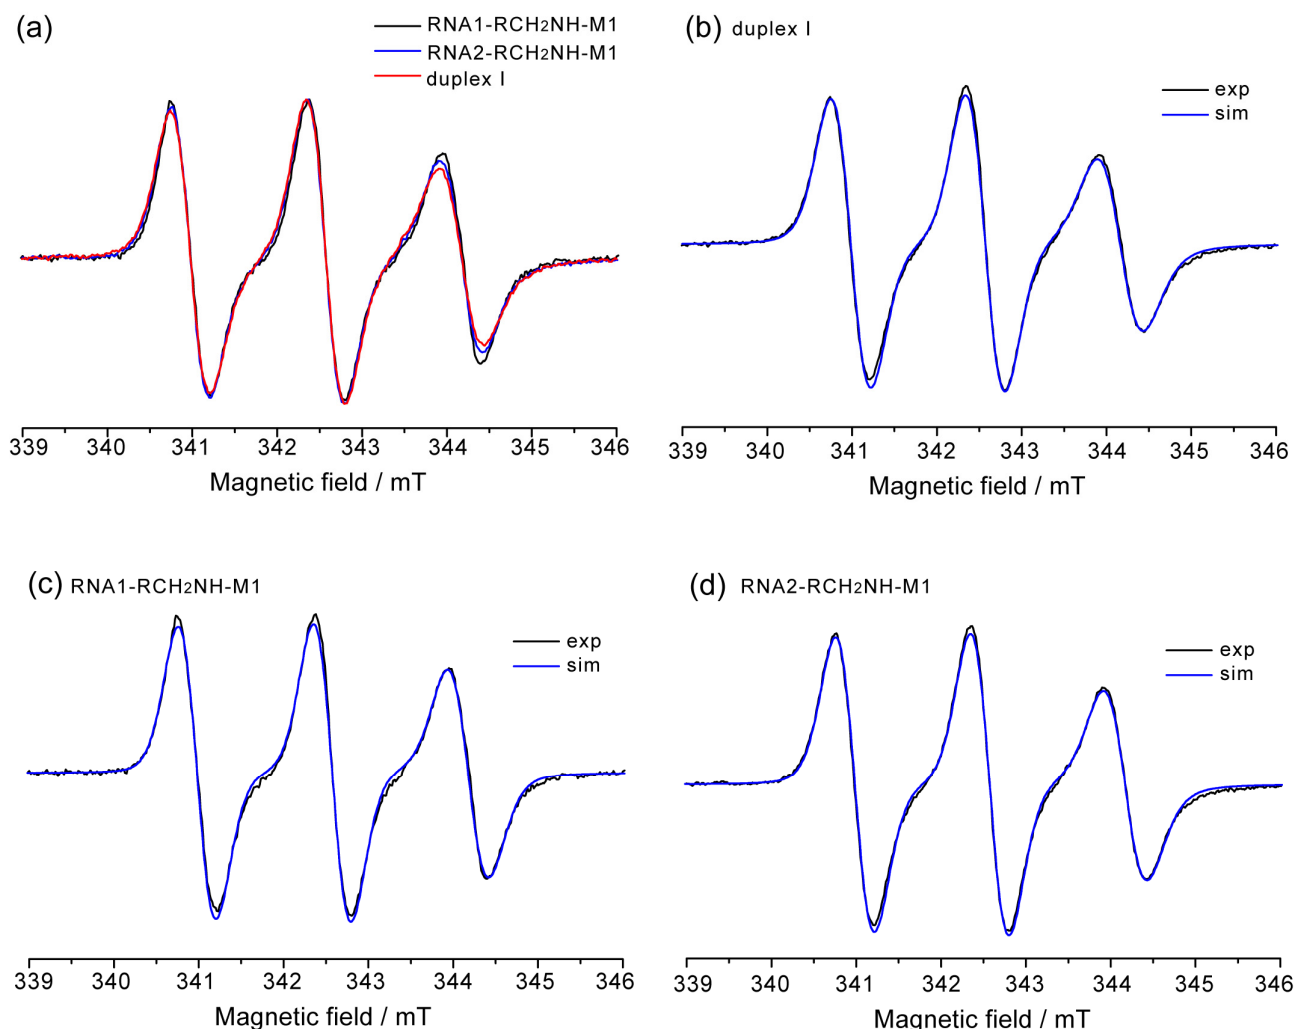 (a)
RNA1-RCH2NH-M1
RNA2-RCH2NH-M1
duplex I
339 340 341 342 343 344 345 346
Magnetic field / mT
(b) duplex I
exp
sim
339 340 341 342 343 344 345 346
Magnetic field / mT
(c) RNA1-RCH2NH-M1
exp
sim
339 340 341 342 343 344 345 346
Magnetic field / mT
(d) RNA2-RCH2NH-M1
exp
sim
339 340 341 342 343 344 345 346
Magnetic field / mT